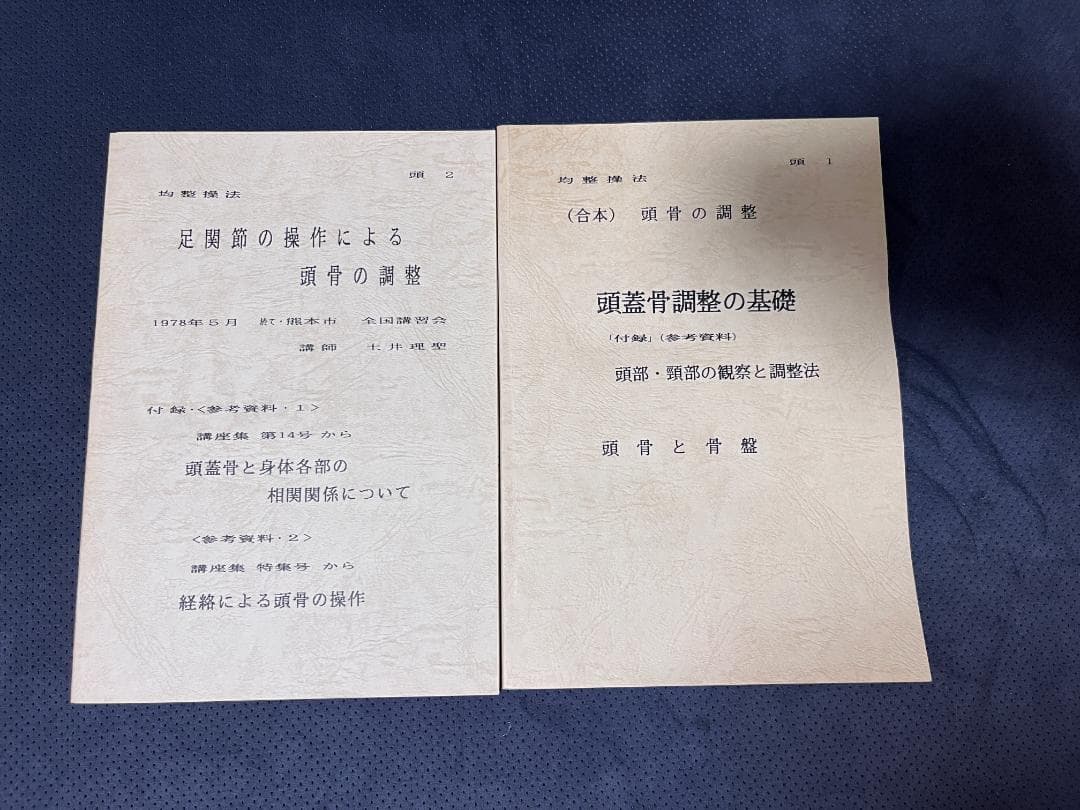 頭 2
均整操法
足関節の操作による
頭骨の調整
1978年5月 於て・熊本市 全国講習会
講師 土井理聖
付録・<参考資料・1>
講座集 第14号 から
頭蓋骨と身体各部の
相関関係について
<参考資料・2>
講座集 特集号 から
経絡による頭骨の操作
頭 1
均整操法
(合本) 頭骨の調整
頭蓋骨調整の基礎
「付録」(参考資料)
頭部・頸部の観察と調整法
頭骨と骨盤